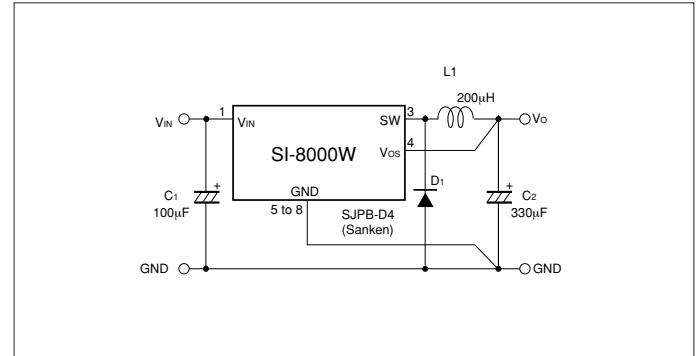 L1
200μH
VIN
1
VIN
SW
3
VO
SI-8000W
VOS
4
D1
C1
100μF
GND
5 to 8
SJPB-D4
(Sanken)
C2
330μF
+
+
GND
GND